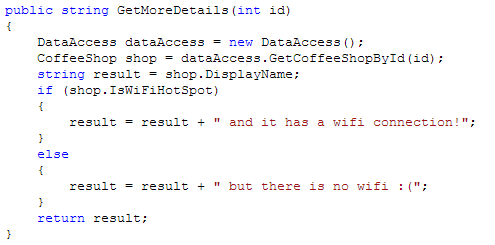 public string GetMoreDetails(int id)
{
    DataAccess dataAccess = new DataAccess();
    CoffeeShop shop = dataAccess.GetCoffeeShopById(id);
    string result = shop.DisplayName;
    if (shop.IsWiFiHotSpot)
    {
        result = result + " and it has a wifi connection!";
    }
    else
    {
        result = result + " but there is no wifi :(";
    }
    return result;
}